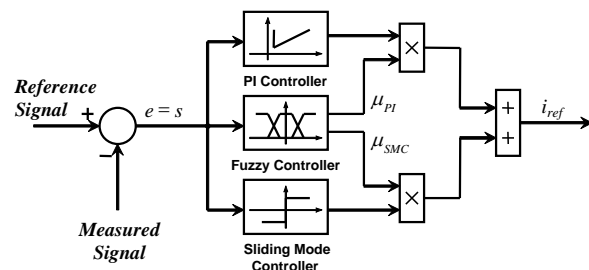 PI Controller
Reference
Signal
+
e = s
−
μPI
Fuzzy Controller
μSMC
×
×
+
+
iref
Measured
Signal
Sliding Mode
Controller